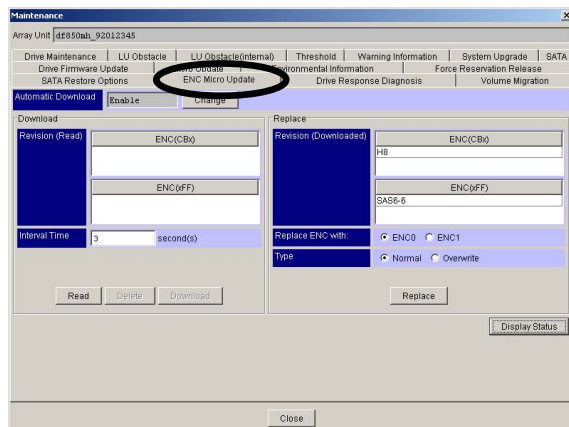 Maintenance
Array Unit df850mh_92012345
Drive Maintenance LU Obstacle LU Obstacle(internal) Threshold Warning Information System Upgrade SATA
Drive Firmware Update Micro Update Environmental Information Force Reservation Release
SATA Restore Options ENC Micro Update Drive Response Diagnosis Volume Migration
Automatic Download Enable Change
Download Replace
Revision (Read) ENC(CBx) Revision (Downloaded) ENC(CBx)
H8
ENC(xFF) ENC(xFF)
SAS6-6
Interval Time 3 second(s) Replace ENC with: ENC0 ENC1
Type Normal Overwrite
Read Delete Download Replace
Display Status
Close